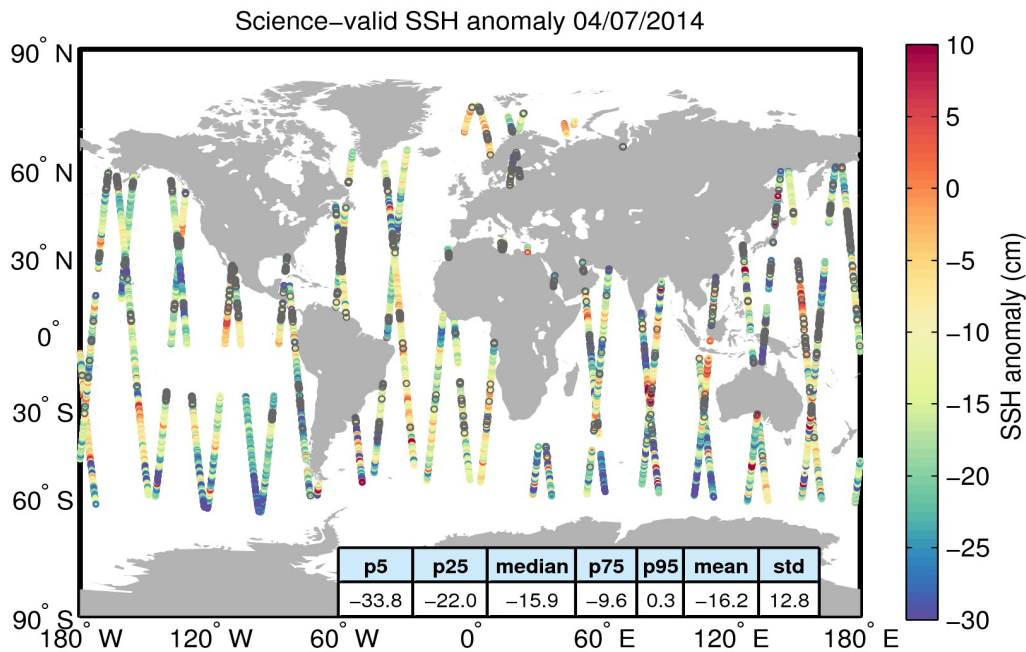 Science−valid SSH anomaly 04/07/2014
90° N
60° N
30° N
0°
30° S
60° S
90° S
180° W
120° W
60° W
0°
60° E
120° E
180° E
p5 p25 median p75 p95 mean std
−33.8 −22.0 −15.9 −9.6 0.3 −16.2 12.8
10
5
0
−5
−10
−15
−20
−25
−30
SSH anomaly (cm)